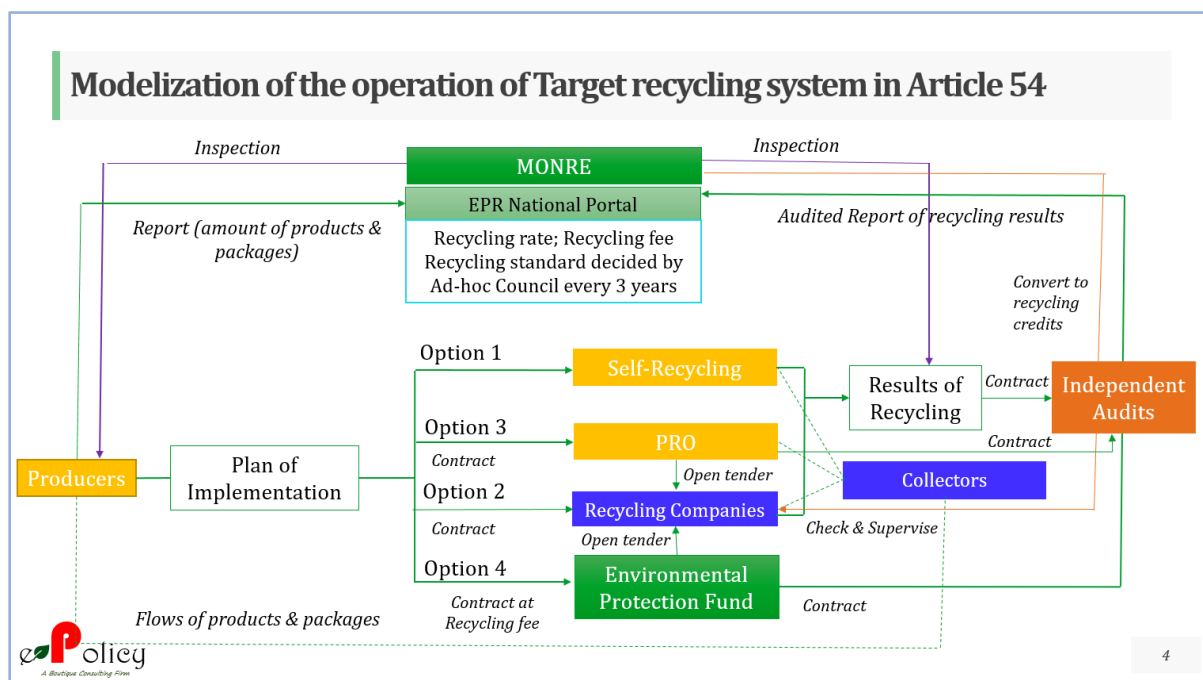 Modelization of the operation of Target recycling system in Article 54
Inspection
MONRE
Inspection
EPR National Portal
Report (amount of products &
packages)
Audited Report of recycling results
Recycling rate; Recycling fee
Recycling standard decided by
Ad-hoc Council every 3 years
Convert to
recycling
credits
Option 1
Self-Recycling
Results of
Recycling
Contract
Independent
Audits
Option 3
PRO
Contract
Contract
Producers
Plan of
Implementation
Open tender
Collectors
Option 2
Recycling Companies
Contract
Open tender
Check & Supervise
Option 4
Environmental
Protection Fund
Contract at
Recycling fee
Contract
Flows of products & packages
ePolicy
A Boutique Consulting Firm
4